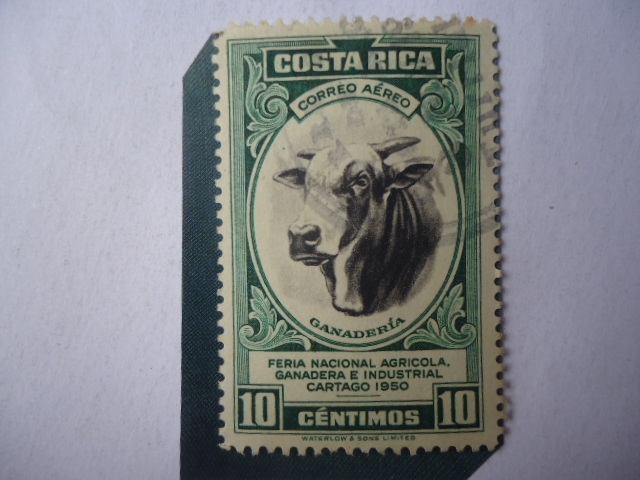 COSTA RICA
CORREO AÉREO
GANADERÍA
FERIA NACIONAL AGRICOLA,
GANADERA E INDUSTRIAL
CARTAGO 1950
10 CÉNTIMOS 10
WATERLOW & SONS LIMITED